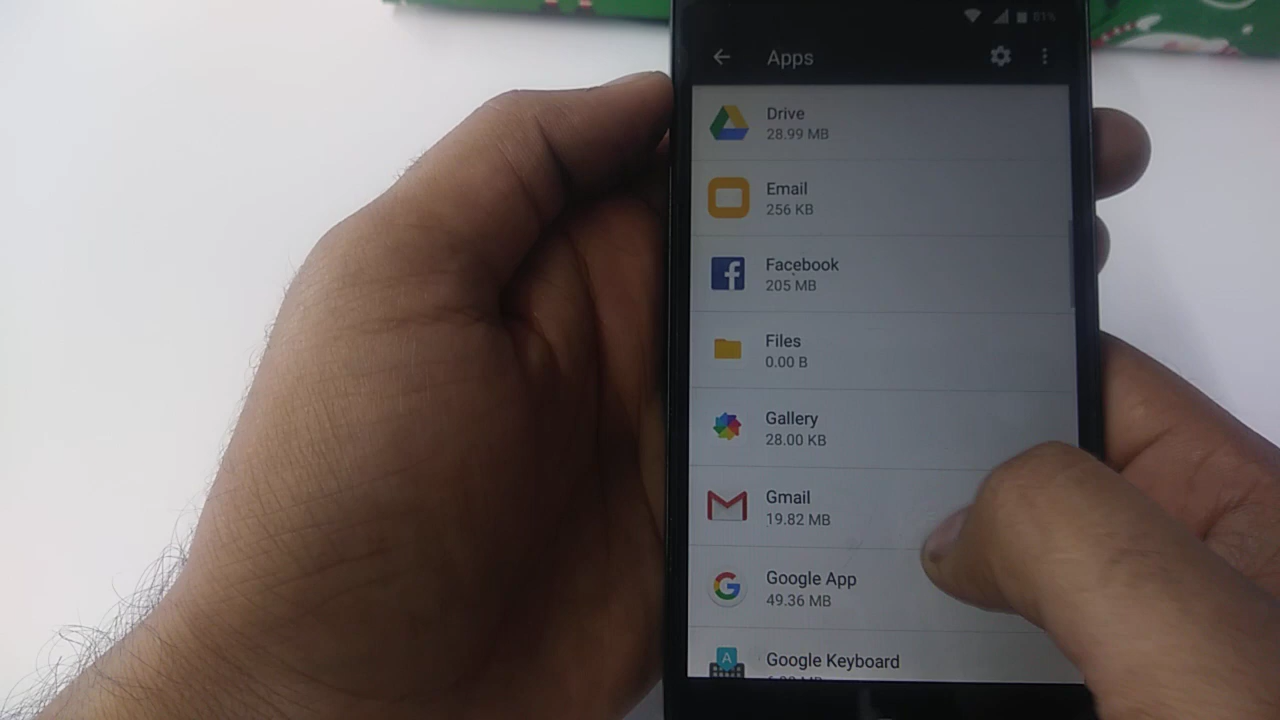 81%
Apps
Drive
28.99 MB
Email
256 KB
Facebook
205 MB
Files
0.00 B
Gallery
28.00 KB
Gmail
19.82 MB
Google App
49.36 MB
Google Keyboard